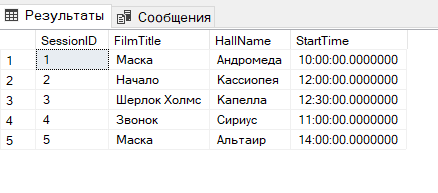 Результаты Сообщения
SessionID FilmTitle HallName StartTime
1 1 Маска Андромеда 10:00:00.0000000
2 2 Начало Кассиопея 12:00:00.0000000
3 3 Шерлок Холмс Капелла 12:30:00.0000000
4 4 Звонок Сириус 11:00:00.0000000
5 5 Маска Альтаир 14:00:00.0000000